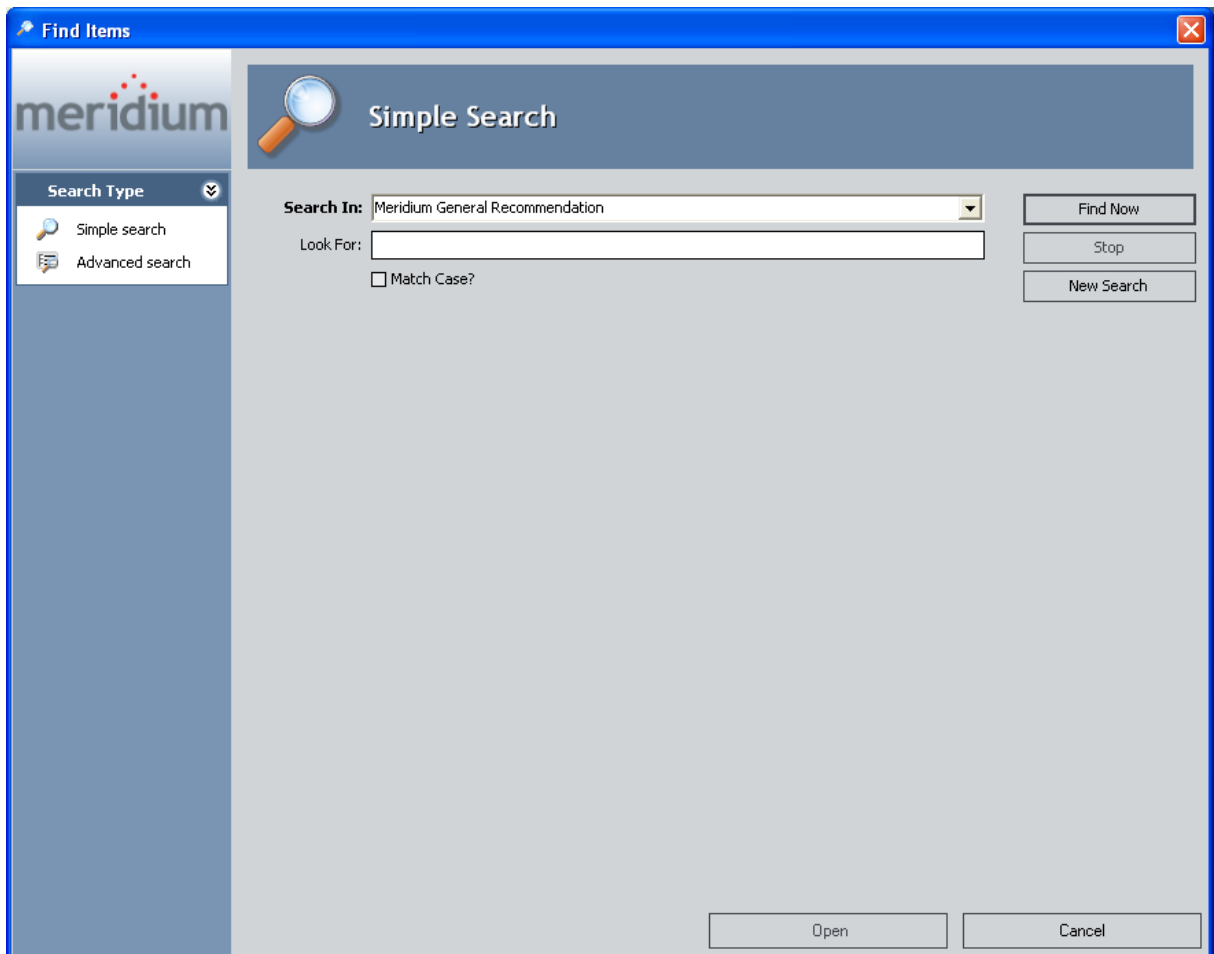 Find Items
meridium
Simple Search
Search Type
Simple search
Advanced search
Search In: Meridium General Recommendation
Look For:
Match Case?
Find Now
Stop
New Search
Open
Cancel